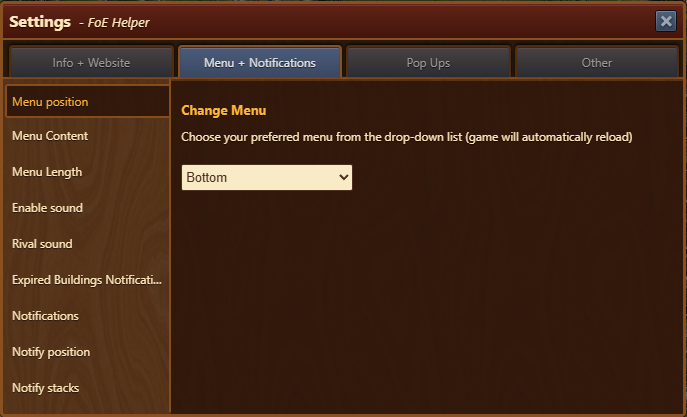 Settings - FoE Helper
Info + Website
Menu + Notifications
Pop Ups
Other
Menu position
Menu Content
Menu Length
Enable sound
Rival sound
Expired Buildings Notificati...
Notifications
Notify position
Notify stacks
Change Menu
Choose your preferred menu from the drop-down list (game will automatically reload)
Bottom